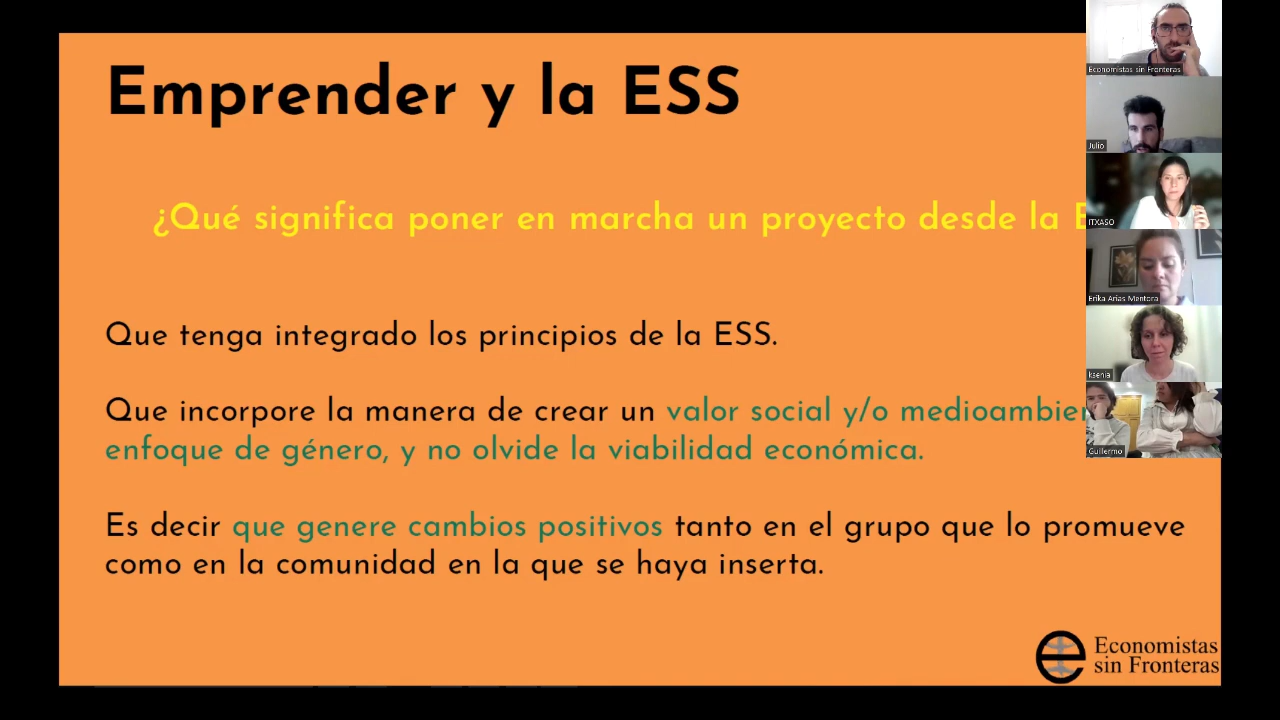 Emprender y la ESS
¿Qué significa poner en marcha un proyecto desde la
Que tenga integrado los principios de la ESS.
Que incorpore la manera de crear un valor social y/o
enfoque de género, y no olvide la viabilidad económica.
Es decir que genere cambios positivos tanto en el grupo que lo promueve
como en la comunidad en la que se haya inserta.
Economistas
sin Fronteras
Economistas sin Fronteras
Julio
ITXASO
Erika Arias Mentora
ksenia
Guillermo